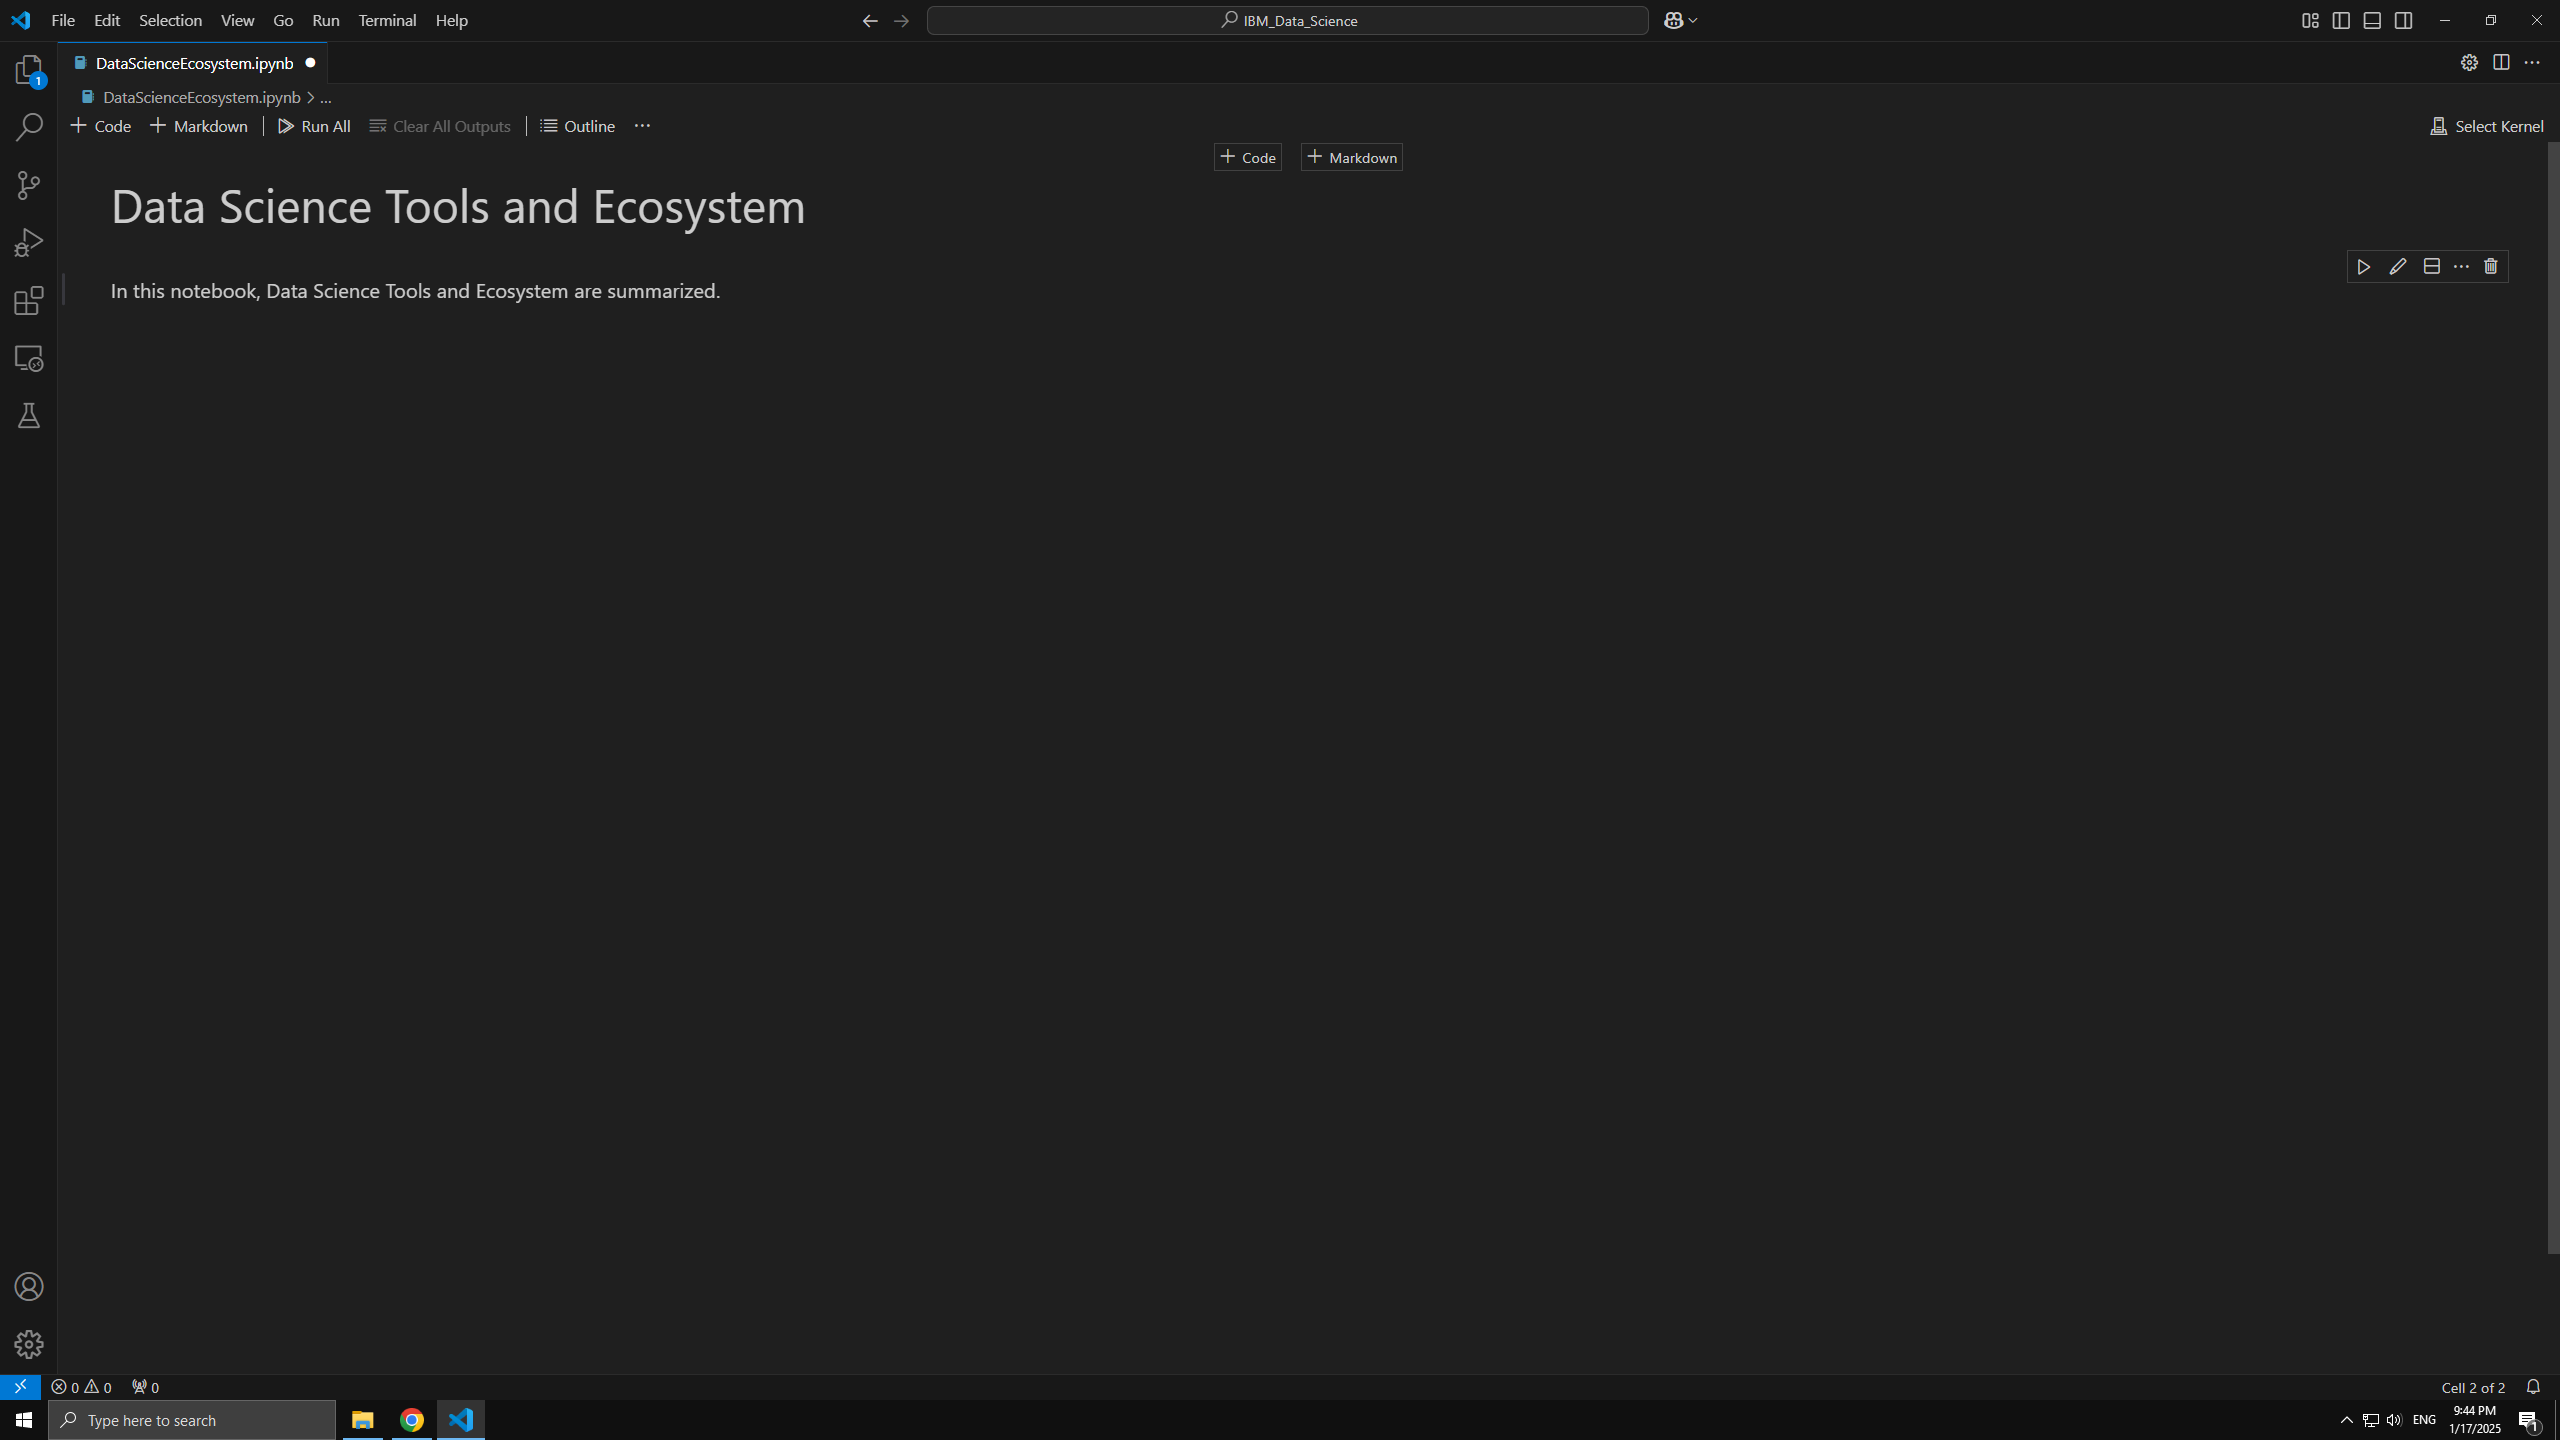 File Edit Selection View Go Run Terminal Help
IBM_Data_Science
DataScienceEcosystem.ipynb
1
DataScienceEcosystem.ipynb > ...
Code Markdown Run All Clear All Outputs Outline ...
Select Kernel
Code Markdown
Data Science Tools and Ecosystem
In this notebook, Data Science Tools and Ecosystem are summarized.
0 0 0
Cell 2 of 2
Type here to search
ENG
9:44 PM
1/17/2025
1